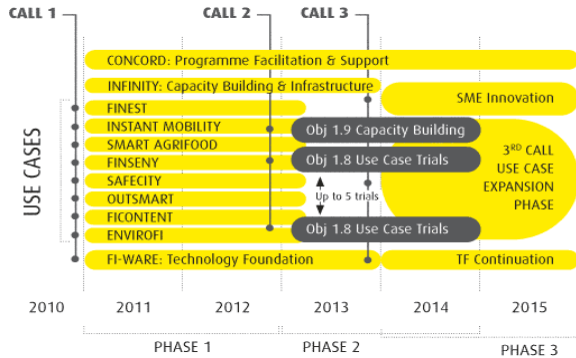 CALL 1
CALL 2
CALL 3
CONCORD: Programme Facilitation & Support
INFINITY: Capacity Building & Infrastructure
SME Innovation
USE CASES
FINEST
INSTANT MOBILITY
SMART AGRIFOOD
FINSENY
SAFECITY
OUTSMART
FICONTENT
ENVIROFI
Obj 1.9 Capacity Building
Obj 1.8 Use Case Trials
Up to 5 trials
Obj 1.8 Use Case Trials
3RD CALL
USE CASE
EXPANSION
PHASE
FI-WARE: Technology Foundation
TF Continuation
2010 2011 2012 2013 2014 2015
PHASE 1 PHASE 2 PHASE 3